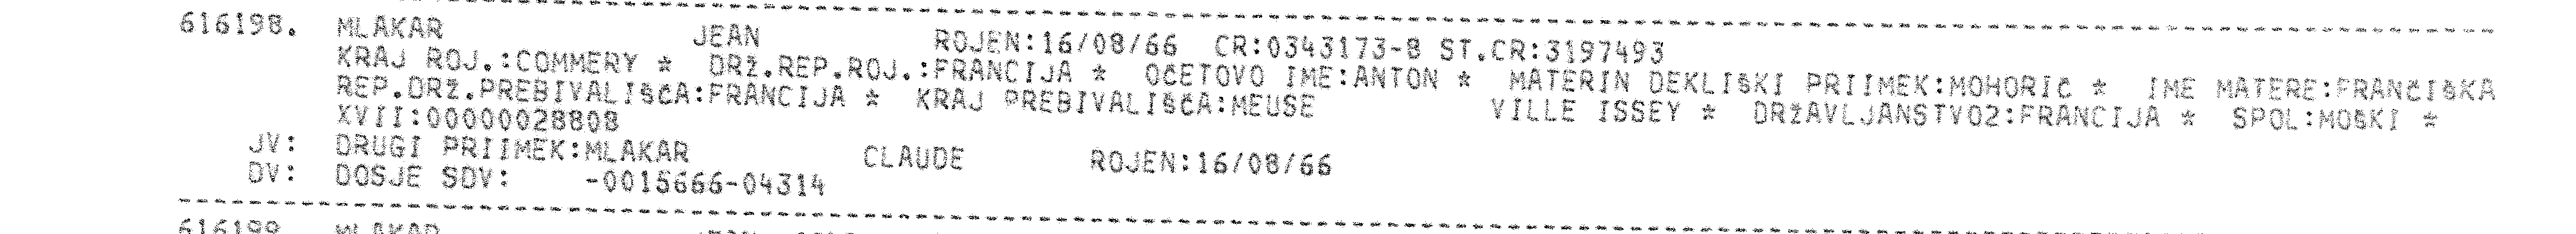 616198. MLAKAR JEAN ROJEN:16/08/66 CR:0343173-8 ST.CR:3197493
KRAJ ROJ.:COMMERY * DRŽ.REP.ROJ.:FRANCIJA * OČETOVO IME:ANTON * MATERIN DEKLIŠKI PRIIMEK:MOHORIČ * IME MATERE:FRANČIŠKA
REP.DRŽ.PREBIVALIŠČA:FRANCIJA * KRAJ PREBIVALIŠČA:MEUSE VILLE ISSEY * DRŽAVLJANSTVO2:FRANCIJA * SPOL:MOŠKI *
XVII:00000028808
JV: DRUGI PRIIMEK:MLAKAR CLAUDE ROJEN:16/08/66
DV: DOSJE SDV: -0015666-04314
616199 MLAKAR